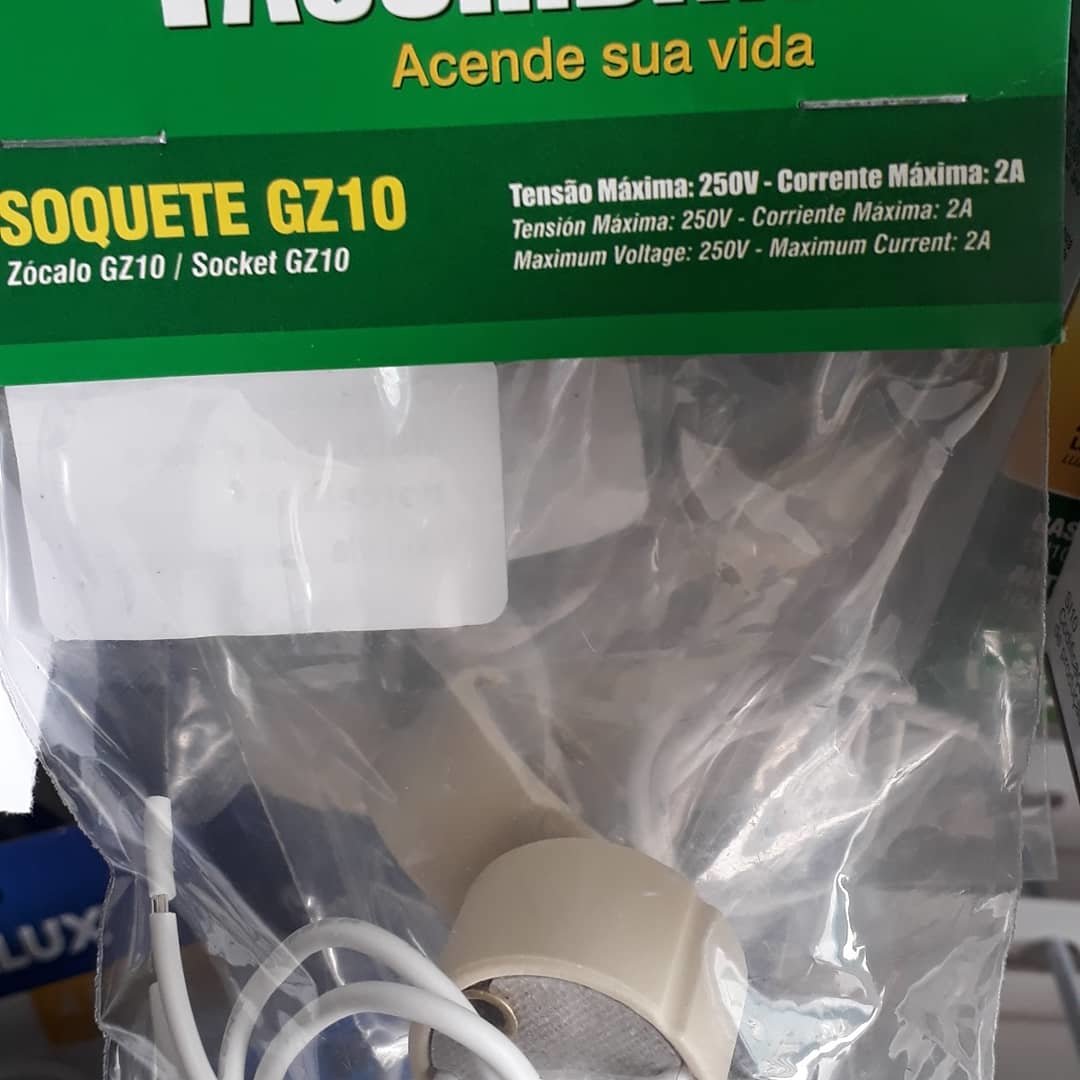 Acende sua vida
SOQUETE GZ10
Zócalo GZ10 / Socket GZ10
Tensão Máxima: 250V - Corrente Máxima: 2A
Tensión Máxima: 250V - Corriente Máxima: 2A
Maximum Voltage: 250V - Maximum Current: 2A
LUX